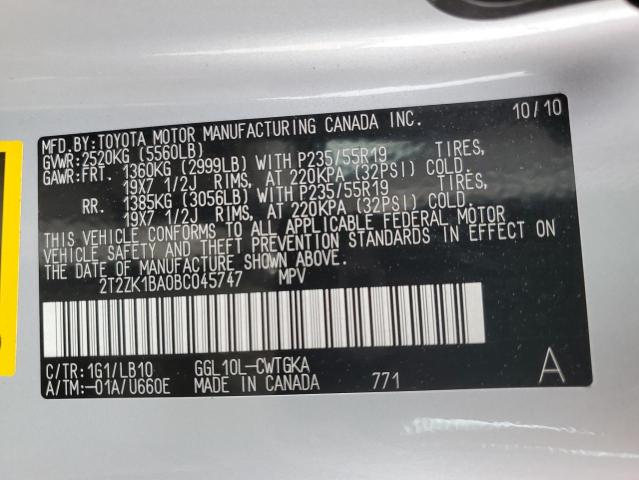 MFD.BY:TOYOTA MOTOR MANUFACTURING CANADA INC. 10/10
GVWR:2520KG (5560LB)
GAWR:FRT. 1360KG (2999LB) WITH P235/55R19 TIRES,
19X7 1/2J RIMS, AT 220KPA (32PSI) COLD.
RR. 1385KG (3056LB) WITH P235/55R19 TIRES,
19X7 1/2J RIMS, AT 220KPA (32PSI) COLD.
THIS VEHICLE CONFORMS TO ALL APPLICABLE FEDERAL MOTOR
VEHICLE SAFETY AND THEFT PREVENTION STANDARDS IN EFFECT ON
THE DATE OF MANUFACTURE SHOWN ABOVE.
2T2ZK1BA0BC045747 MPV
C/TR:1G1/LB10 GGL10L-CWTGKA
A/TM:-01A/U660E MADE IN CANADA 771 A